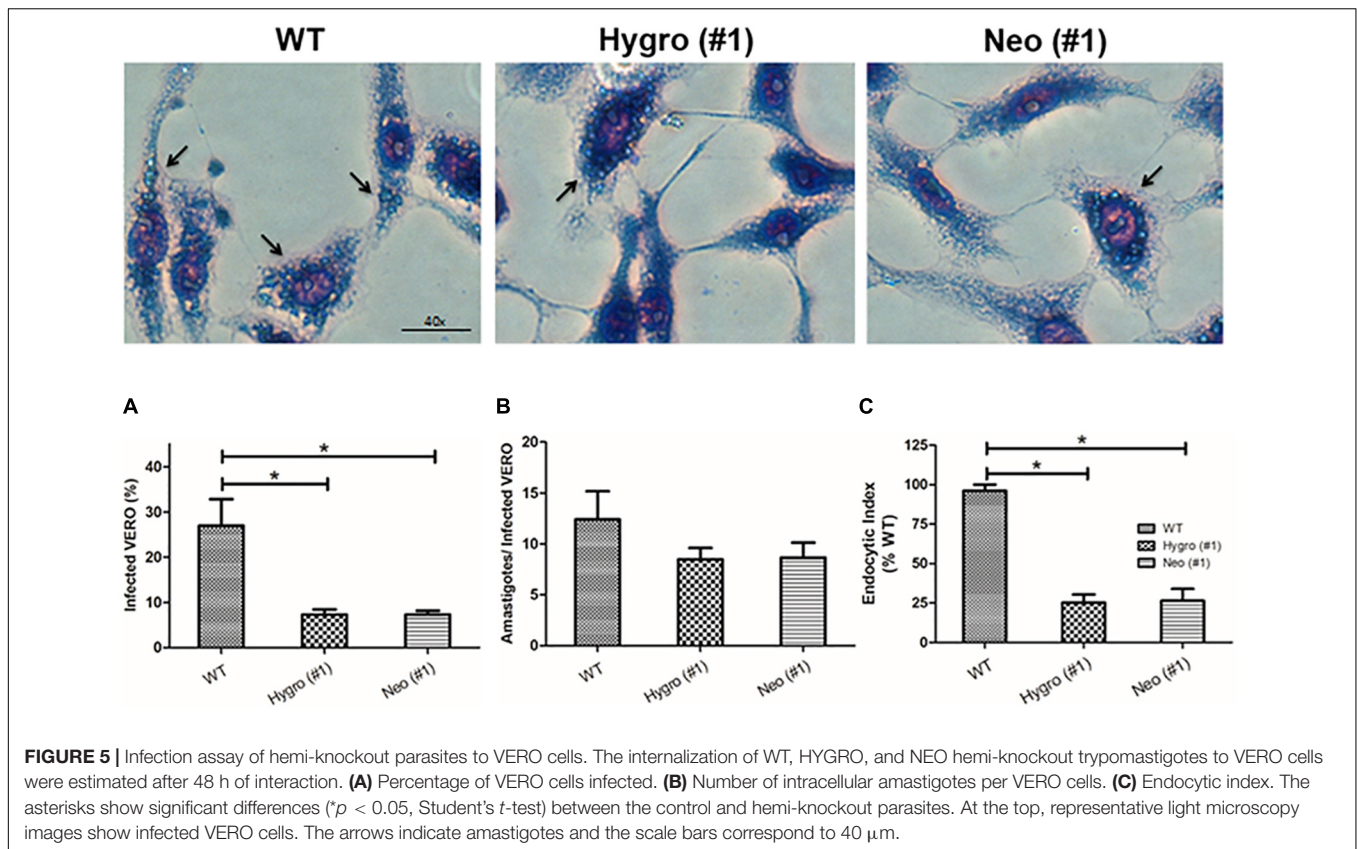 WT
Hygro (#1)
Neo (#1)
40x
A
B
C
Infected VERO (%)
40
30
20
10
0
*
*
WT
Hygro (#1)
Neo (#1)
Amastigotes/ Infected VERO
20
15
10
5
0
WT
Hygro (#1)
Neo (#1)
Endocytic Index
(% WT)
125
100
75
50
25
0
*
*
WT
Hygro (#1)
Neo (#1)
WT
Hygro (#1)
Neo (#1)
FIGURE 5 | Infection assay of hemi-knockout parasites to VERO cells. The internalization of WT, HYGRO, and NEO hemi-knockout trypomastigotes to VERO cells
were estimated after 48 h of interaction. (A) Percentage of VERO cells infected. (B) Number of intracellular amastigotes per VERO cells. (C) Endocytic index. The
asterisks show significant differences (*p < 0.05, Student's t-test) between the control and hemi-knockout parasites. At the top, representative light microscopy
images show infected VERO cells. The arrows indicate amastigotes and the scale bars correspond to 40 μm.